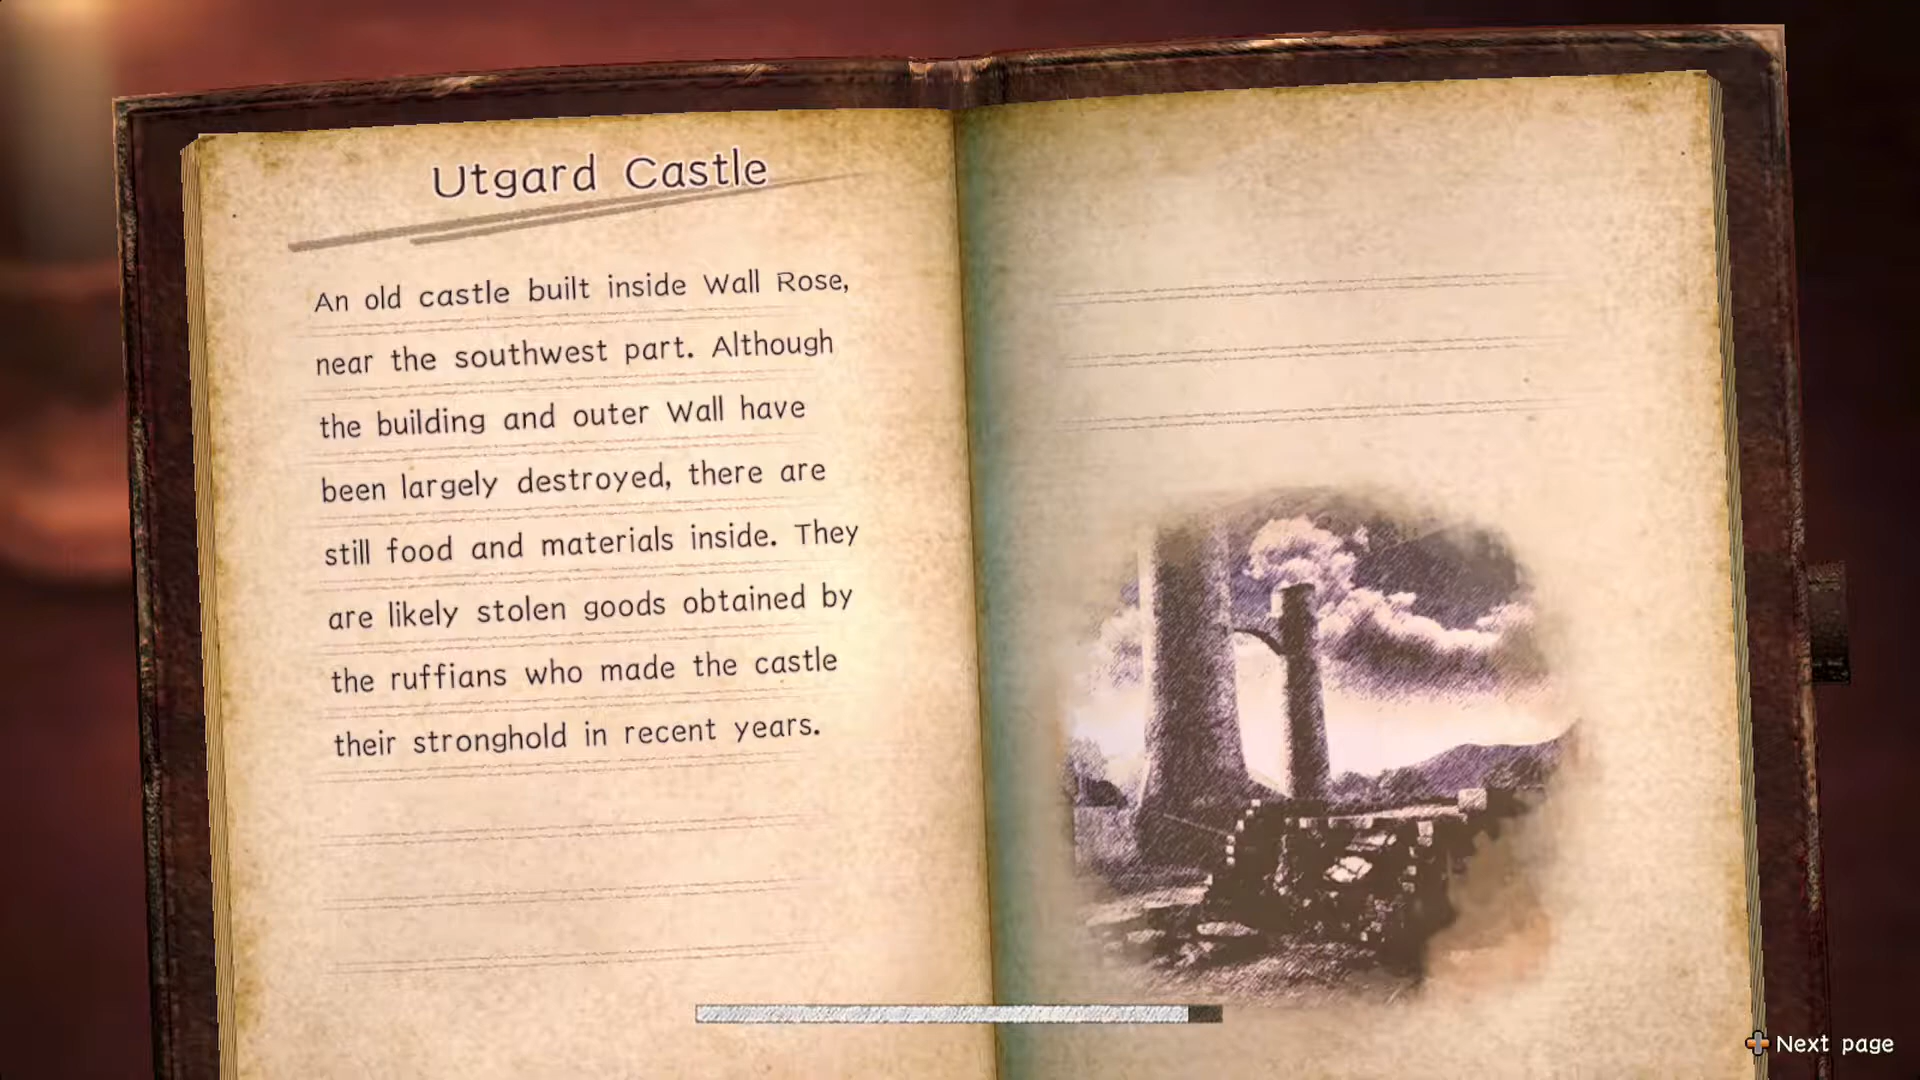 Utgard Castle
An old castle built inside Wall Rose,
near the southwest part. Although
the building and outer Wall have
been largely destroyed, there are
still food and materials inside. They
are likely stolen goods obtained by
the ruffians who made the castle
their stronghold in recent years.
Next page